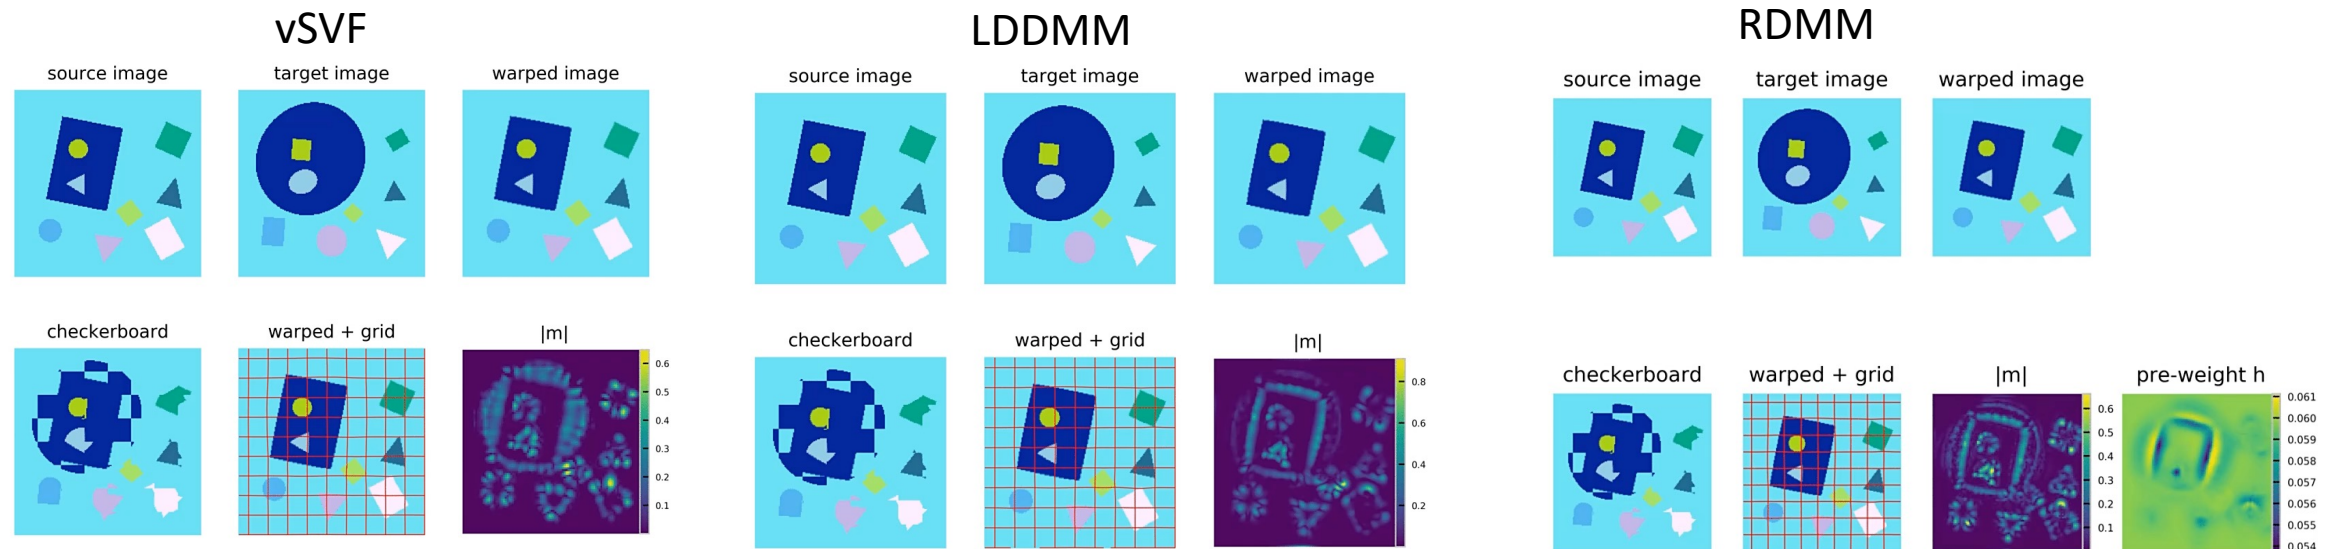 vSVF
source image
target image
warped image
checkerboard
warped + grid
|m|
0.6
0.5
0.4
0.3
0.2
0.1
LDDMM
source image
target image
warped image
checkerboard
warped + grid
|m|
0.8
0.6
0.4
0.2
RDMM
source image
target image
warped image
checkerboard
warped + grid
|m|
0.6
0.5
0.4
0.3
0.2
0.1
pre-weight h
0.061
0.060
0.059
0.058
0.057
0.056
0.055
0.054